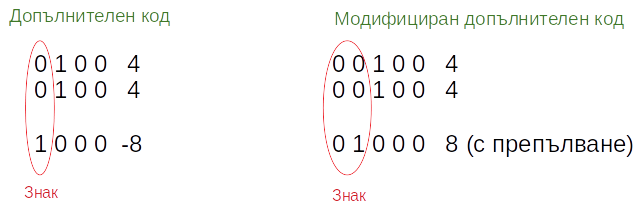 Допълнителен код
0 1 0 0 4
0 1 0 0 4
1 0 0 0 -8
Знак
Модифициран допълнителен код
0 0 1 0 0 4
0 0 1 0 0 4
0 1 0 0 0 8 (с препълване)
Знак